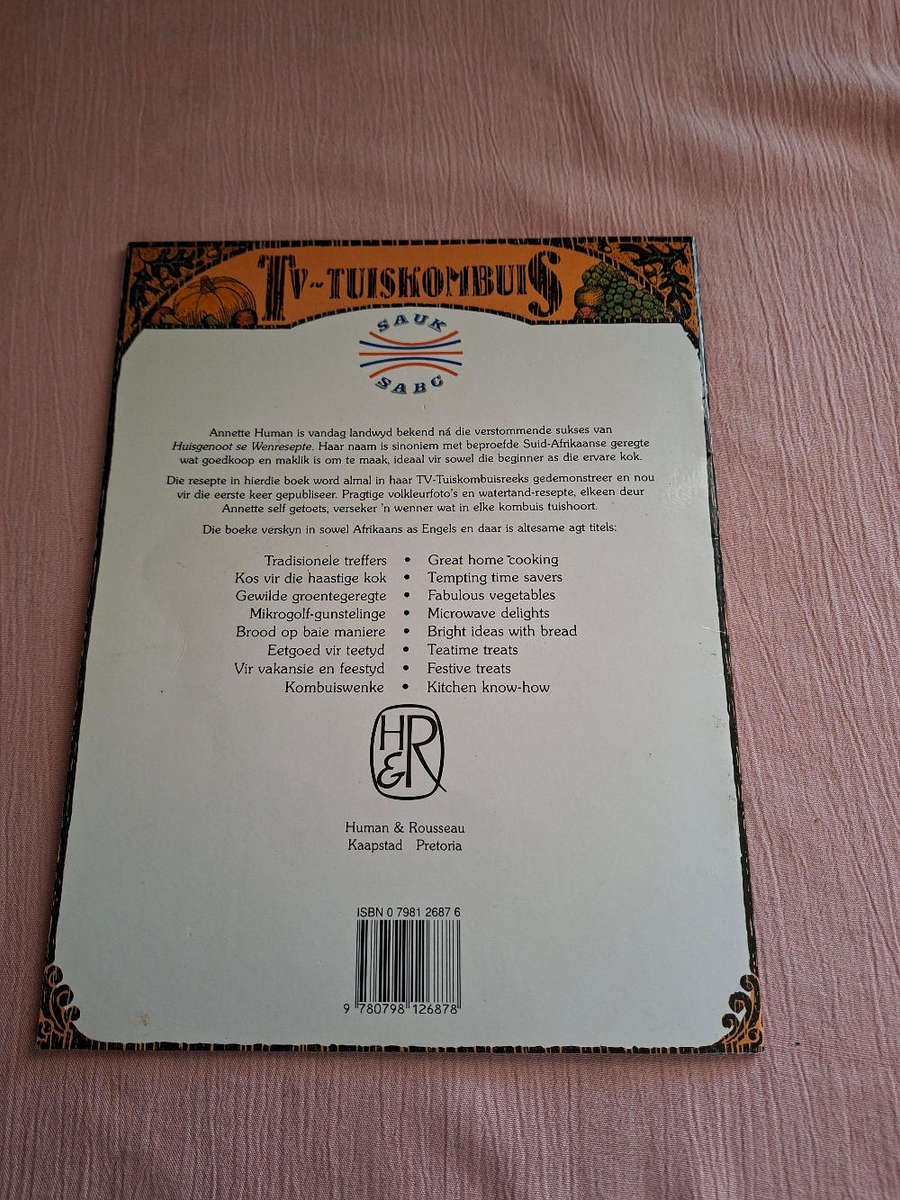 TV-TUISKOMBUIS
SAUK
SABC
Annette Human is vandag landwyd bekend ná die verstommende sukses van
Huisgenoot se Wenresepte. Haar naam is sinoniem met beproefde Suid-Afrikaanse geregte
wat goedkoop en maklik is om te maak, ideaal vir sowel die beginner as die ervare kok.
Die resepte in hierdie boek word almal in haar TV-Tuiskombuisreeks gedemonstreer en nou
vir die eerste keer gepubliseer. Pragtige volkleurfoto's en watertand-resepte, elkeen deur
Annette self getoets, verseker 'n wenner wat in elke kombuis tuishoort.
Die boeke verskyn in sowel Afrikaans as Engels en daar is altesame agt titels:
Tradisionele treffers • Great home cooking
Kos vir die haastige kok • Tempting time savers
Gewilde groentegeregte • Fabulous vegetables
Mikrogolf-gunstelinge • Microwave delights
Brood op baie maniere • Bright ideas with bread
Eetgoed vir teetyd • Teatime treats
Vir vakansie en feestyd • Festive treats
Kombuiswenke • Kitchen know-how
H&R
Human & Rousseau
Kaapstad Pretoria
ISBN 0 7981 2687 6
9 780798 126878